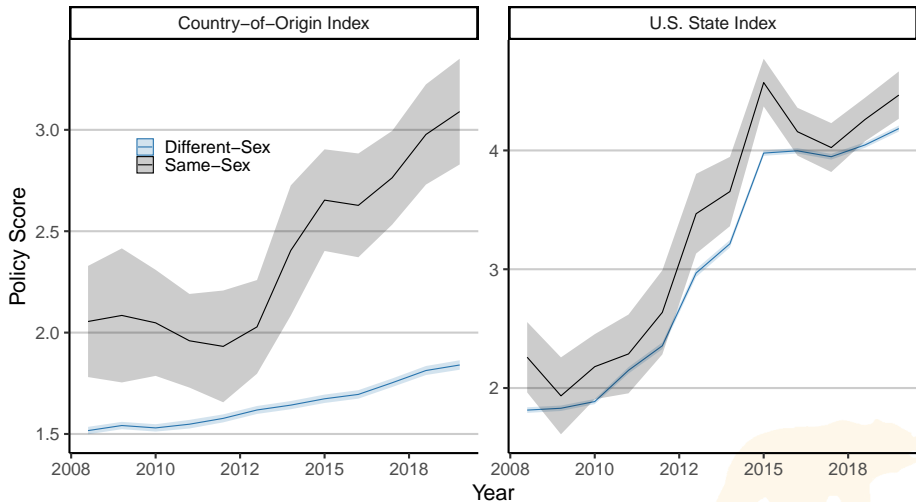 Country−of−Origin Index
U.S. State Index
Policy Score
3.0
2.5
2.0
1.5
Different−Sex
Same−Sex
4
3
2
2008 2010 2012 2015 2018
2008 2010 2012 2015 2018
Year